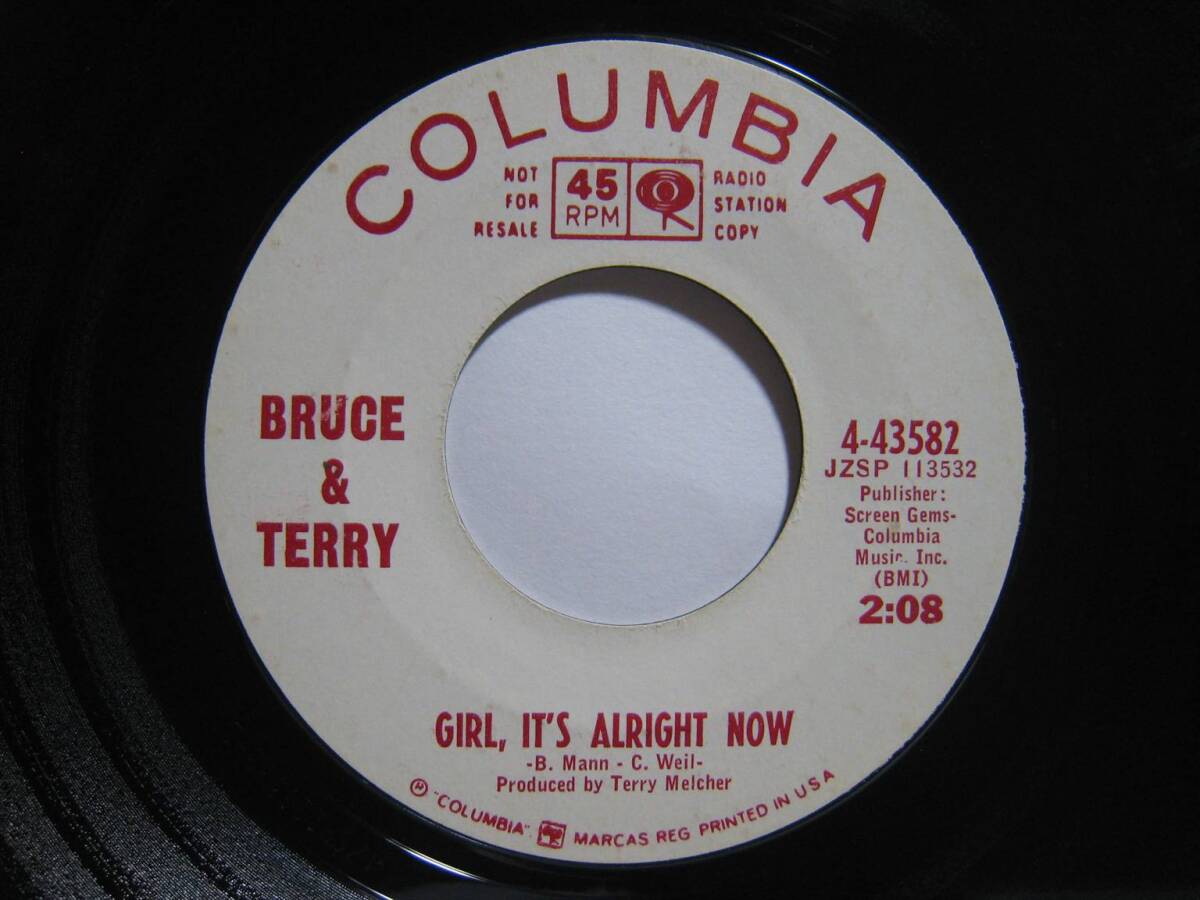 COLUMBIA
NOT
FOR
RESALE
45
RPM
RADIO
STATION
COPY
BRUCE
&
TERRY
4-43582
JZSP 113532
Publisher:
Screen Gems-
Columbia
Music. Inc.
(BMI)
2:08
GIRL, IT'S ALRIGHT NOW
-B. Mann - C. Weil-
Produced by Terry Melcher
"COLUMBIA" MARCAS REG PRINTED IN U S A